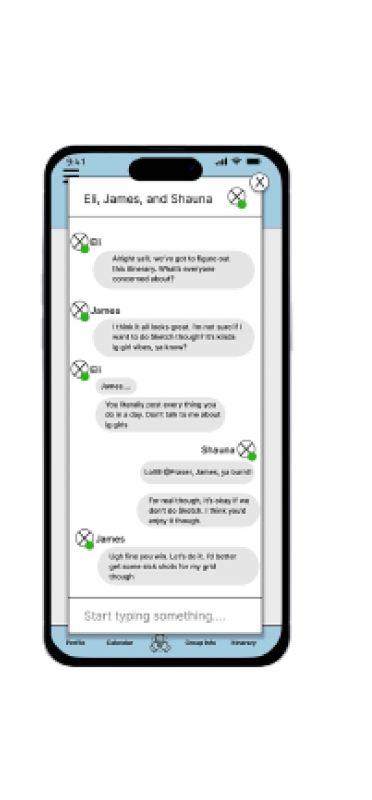 9:41
X
Eli, James, and Shauna
Eli
Alright yall, we've got to figure out
this itinerary. What's everyone
concerned about?
James
I think it all looks great. I'm not sure if I
want to do Sketch though? It's kinda
ig girl vibes, ya know?
Eli
James...
You literally post every thing you
do in a day. Don't talk to me about
ig girls
Shauna
James, ya burnt!
For real though, it's okay if we
don't do Sketch. I think you'd
enjoy it though.
James
Ugh fine you win. Let's do it. I'd better
get some sick shots for my grid
though
Start typing something....
Profile Calendar Group Info Itinerary